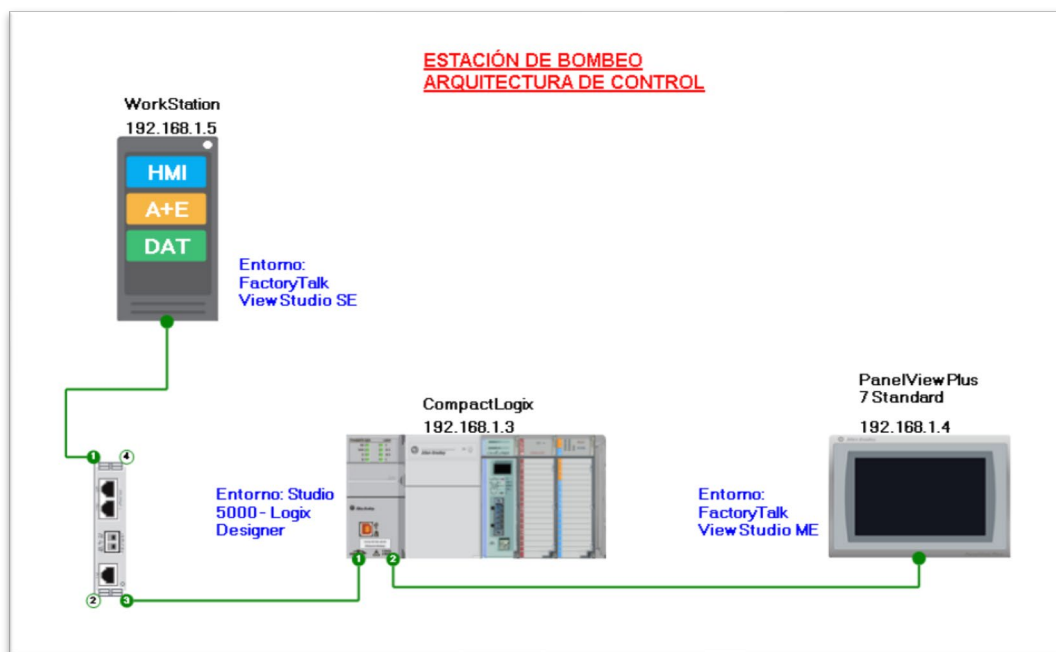 ESTACIÓN DE BOMBEO
ARQUITECTURA DE CONTROL
WorkStation
192.168.1.5
HMI
A+E
DAT
Entorno:
FactoryTalk
View Studio SE
PanelView Plus
7 Standard
192.168.1.4
CompactLogix
192.168.1.3
1
4
Entorno: Studio
5000 - Logix
Designer
Entorno:
FactoryTalk
View Studio ME
1
2
2
3